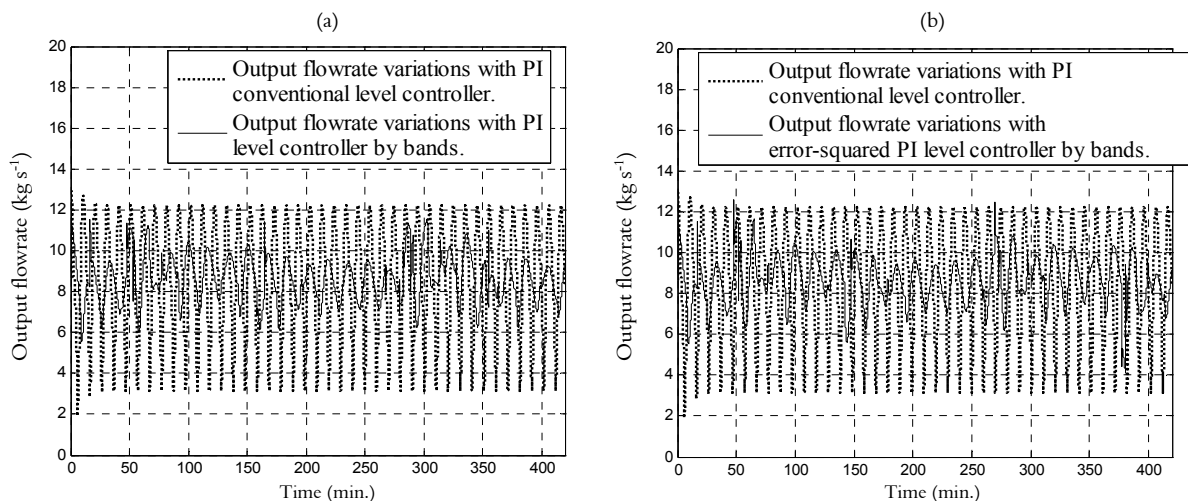 (a)
20
18
16
14
12
10
8
6
4
2
0
Output flowrate (kg s-1)
Output flowrate variations with PI
conventional level controller.
Output flowrate variations with PI
level controller by bands.
0 50 100 150 200 250 300 350 400
Time (min.)
(b)
20
18
16
14
12
10
8
6
4
2
0
Output flowrate (kg s-1)
Output flowrate variations with PI
conventional level controller.
Output flowrate variations with
error-squared PI level controller by bands.
0 50 100 150 200 250 300 350 400
Time (min.)